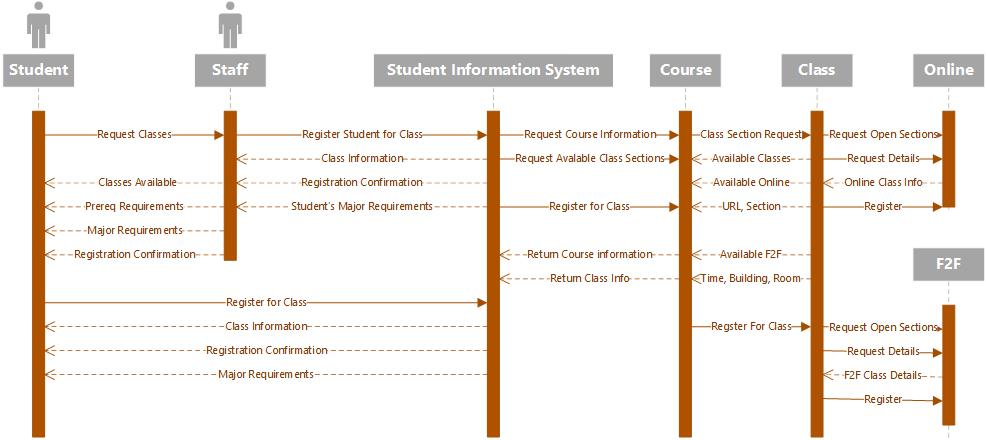 Student
Staff
Student Information System
Course
Class
Online
Request Classes
Register Student for Class
Request Course Information
Class Section Request
Request Open Sections
Class Information
Request Avalable Class Sections
Available Classes
Request Details
Classes Available
Registration Confirmation
Available Online
Online Class Info
Prereq Requirements
Student's Major Requirements
Register for Class
URL, Section
Register
Major Requirements
Registration Confirmation
Return Course information
Available F2F
F2F
Return Class Info
Time, Building, Room
Register for Class
Class Information
Regster For Class
Request Open Sections
Registration Confirmation
Request Details
Major Requirements
F2F Class Details
Register